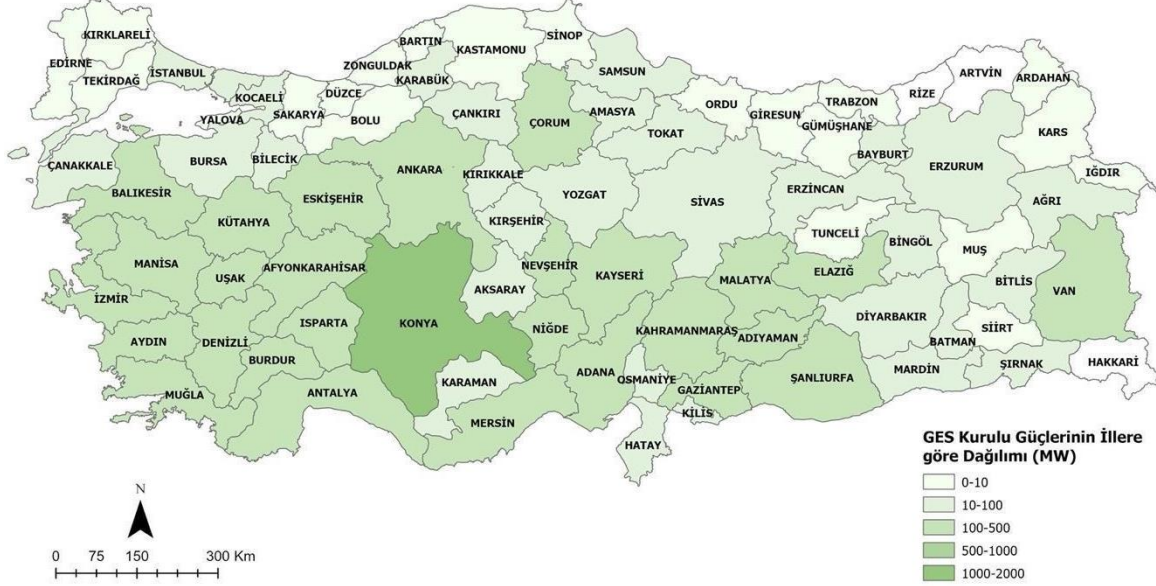 KIRKLARELİ
EDİRNE
TEKİRDAĞ
İSTANBUL
KOCAELİ
YALOVA
SAKARYA
DÜZCE
ZONGULDAK
BARTIN
KARABÜK
KASTAMONU
SİNOP
BOLU
ÇANKIRI
ÇORUM
SAMSUN
AMASYA
TOKAT
ORDU
GİRESUN
TRABZON
GÜMÜŞHANE
RİZE
ARTVİN
ARDAHAN
KARS
BAYBURT
ERZURUM
IĞDIR
AĞRI
ÇANAKKALE
BURSA
BİLECİK
BALIKESİR
KÜTAHYA
ESKİŞEHİR
ANKARA
KIRIKKALE
KIRŞEHİR
YOZGAT
SİVAS
ERZİNCAN
TUNCELİ
BİNGÖL
MUŞ
BİTLİS
VAN
MANİSA
UŞAK
AFYONKARAHİSAR
NEVŞEHİR
AKSARAY
KAYSERİ
MALATYA
ELAZIĞ
DİYARBAKIR
BATMAN
SİİRT
ŞIRNAK
HAKKARİ
İZMİR
AYDIN
DENİZLİ
ISPARTA
BURDUR
KONYA
NİĞDE
KAHRAMANMARAŞ
ADIYAMAN
ŞANLIURFA
MARDİN
MUĞLA
ANTALYA
KARAMAN
MERSİN
ADANA
OSMANİYE
GAZİANTEP
KİLİS
HATAY
GES Kurulu Güçlerinin İllere
göre Dağılımı (MW)
0-10
10-100
100-500
500-1000
1000-2000
N
0 75 150 300 Km